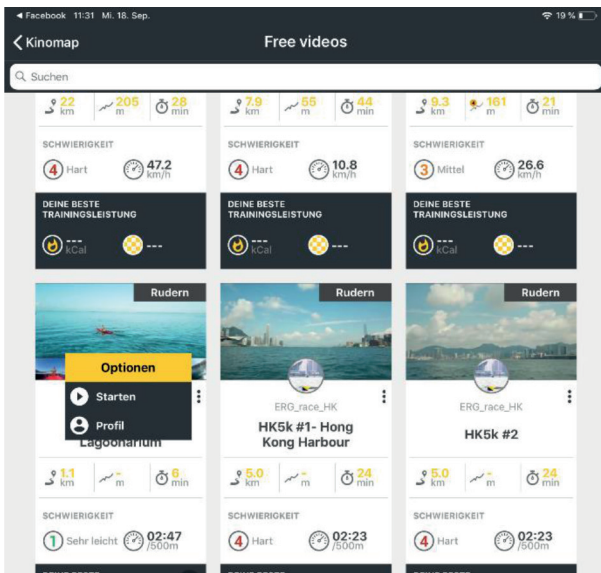 Facebook 11:31 Mi. 18. Sep. 19 %
Kinomap Free videos
Suchen
22 km 205 m 28 min
7.9 km 55 m 44 min
9.3 km 161 m 21 min
SCHWIERIGKEIT
4 Hart 47.2 km/h
SCHWIERIGKEIT
4 Hart 10.8 km/h
SCHWIERIGKEIT
3 Mittel 26.6 km/h
DEINE BESTE
TRAININGSLEISTUNG
--- kCal ---
DEINE BESTE
TRAININGSLEISTUNG
--- kCal ---
DEINE BESTE
TRAININGSLEISTUNG
--- kCal ---
Rudern
Optionen
Starten
Profil
Lagoonarium
1.1 km - m 6 min
SCHWIERIGKEIT
1 Sehr leicht 02:47 /500m
Rudern
ERG_race_HK
HK5k #1- Hong
Kong Harbour
5.0 km - m 24 min
SCHWIERIGKEIT
4 Hart 02:23 /500m
Rudern
ERG_race_HK
HK5k #2
5.0 km - m 24 min
SCHWIERIGKEIT
4 Hart 02:23 /500m